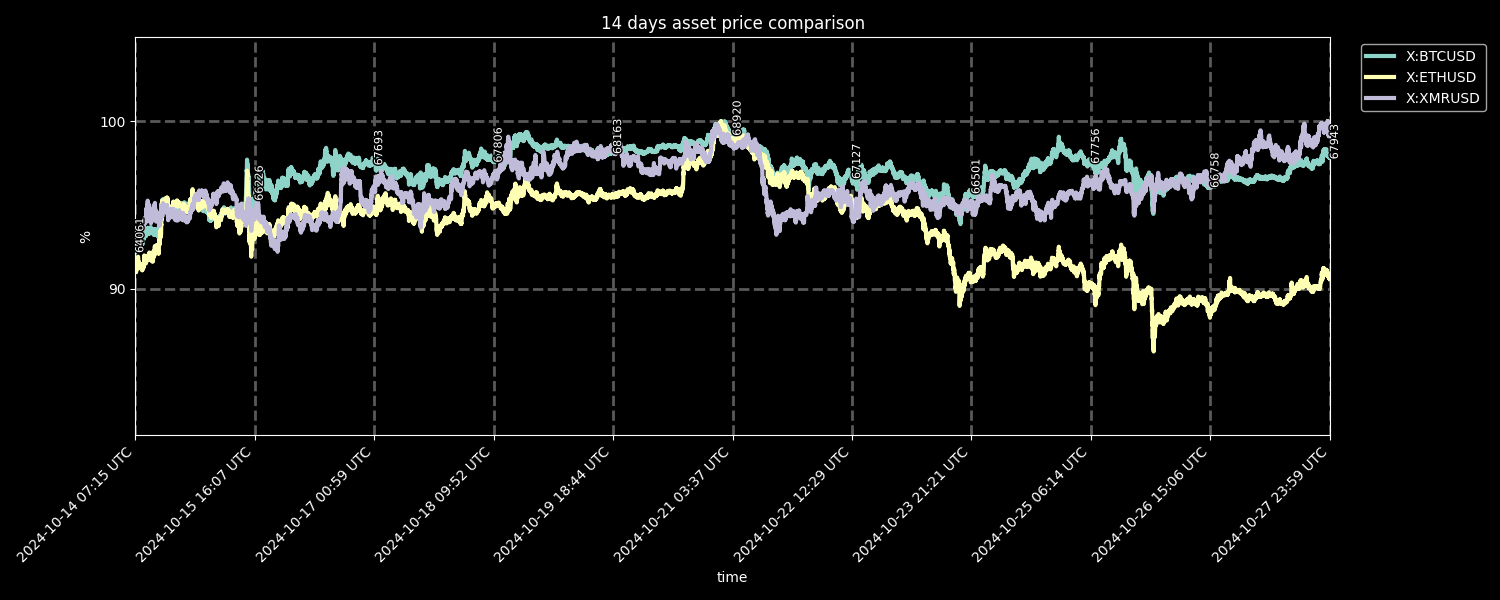 14 days asset price comparison
X:BTCUSD
X:ETHUSD
X:XMRUSD
100
90
%
64061
66226
67693
67806
68163
68920
67127
66501
67756
66758
67943
2024-10-14 07:15 UTC
2024-10-15 16:07 UTC
2024-10-17 00:59 UTC
2024-10-18 09:52 UTC
2024-10-19 18:44 UTC
2024-10-21 03:37 UTC
2024-10-22 12:29 UTC
2024-10-23 21:21 UTC
2024-10-25 06:14 UTC
2024-10-26 15:06 UTC
2024-10-27 23:59 UTC
time